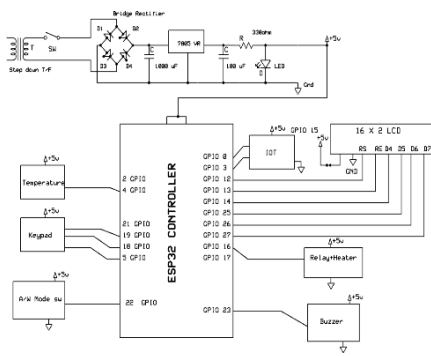 Bridge Rectifier
T
SW
Step down T-F
D1
D2
D3
D4
C
1000 uF
7805 VR
C
100 uF
R
330ohm
LED
+5v
Gnd
ESP32 CONTROLLER
Temperature
+5v
2 GPIO
4 GPIO
Keypad
+5v
21 GPIO
19 GPIO
18 GPIO
5 GPIO
A/W Mode sw
+5v
22 GPIO
GPIO 0
GPIO 3
GPIO 12
GPIO 13
GPIO 14
GPIO 25
GPIO 26
GPIO 27
GPIO 16
GPIO 17
GPIO 23
IOT
+5v
GPIO 15
+5v
16 X 2 LCD
GND
RS RE D4 D5 D6 D7
+5v
Relay+Heater
+5v
Buzzer